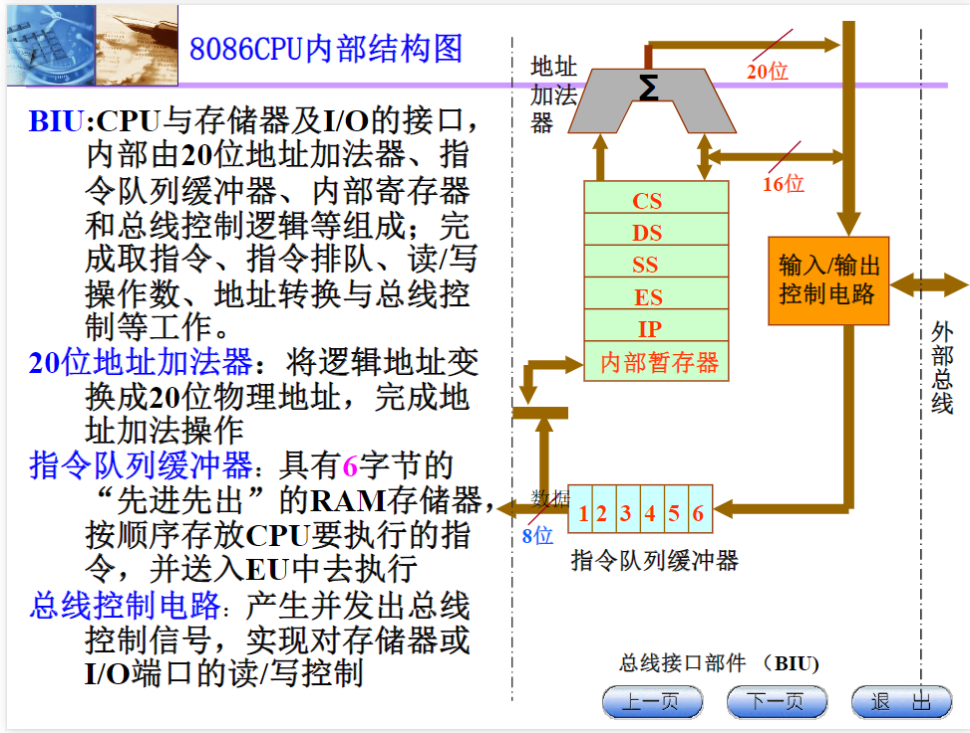 8086CPU内部结构图
BIU:CPU与存储器及I/O的接口，
内部由20位地址加法器、指
令队列缓冲器、内部寄存器
和总线控制逻辑等组成；完
成取指令、指令排队、读/写
操作数、地址转换与总线控
制等工作。
20位地址加法器：将逻辑地址变
换成20位物理地址，完成地
址加法操作
指令队列缓冲器：具有6字节的
“先进先出”的RAM存储器，
按顺序存放CPU要执行的指
令，并送入EU中去执行
总线控制电路：产生并发出总线
控制信号，实现对存储器或
I/O端口的读/写控制
地址
加法
器
Σ
20位
16位
CS
DS
SS
ES
IP
内部暂存器
输入/输出
控制电路
外
部
总
线
数据
8位
1 2 3 4 5 6
指令队列缓冲器
总线接口部件 （BIU)
上一页
下一页
退 出